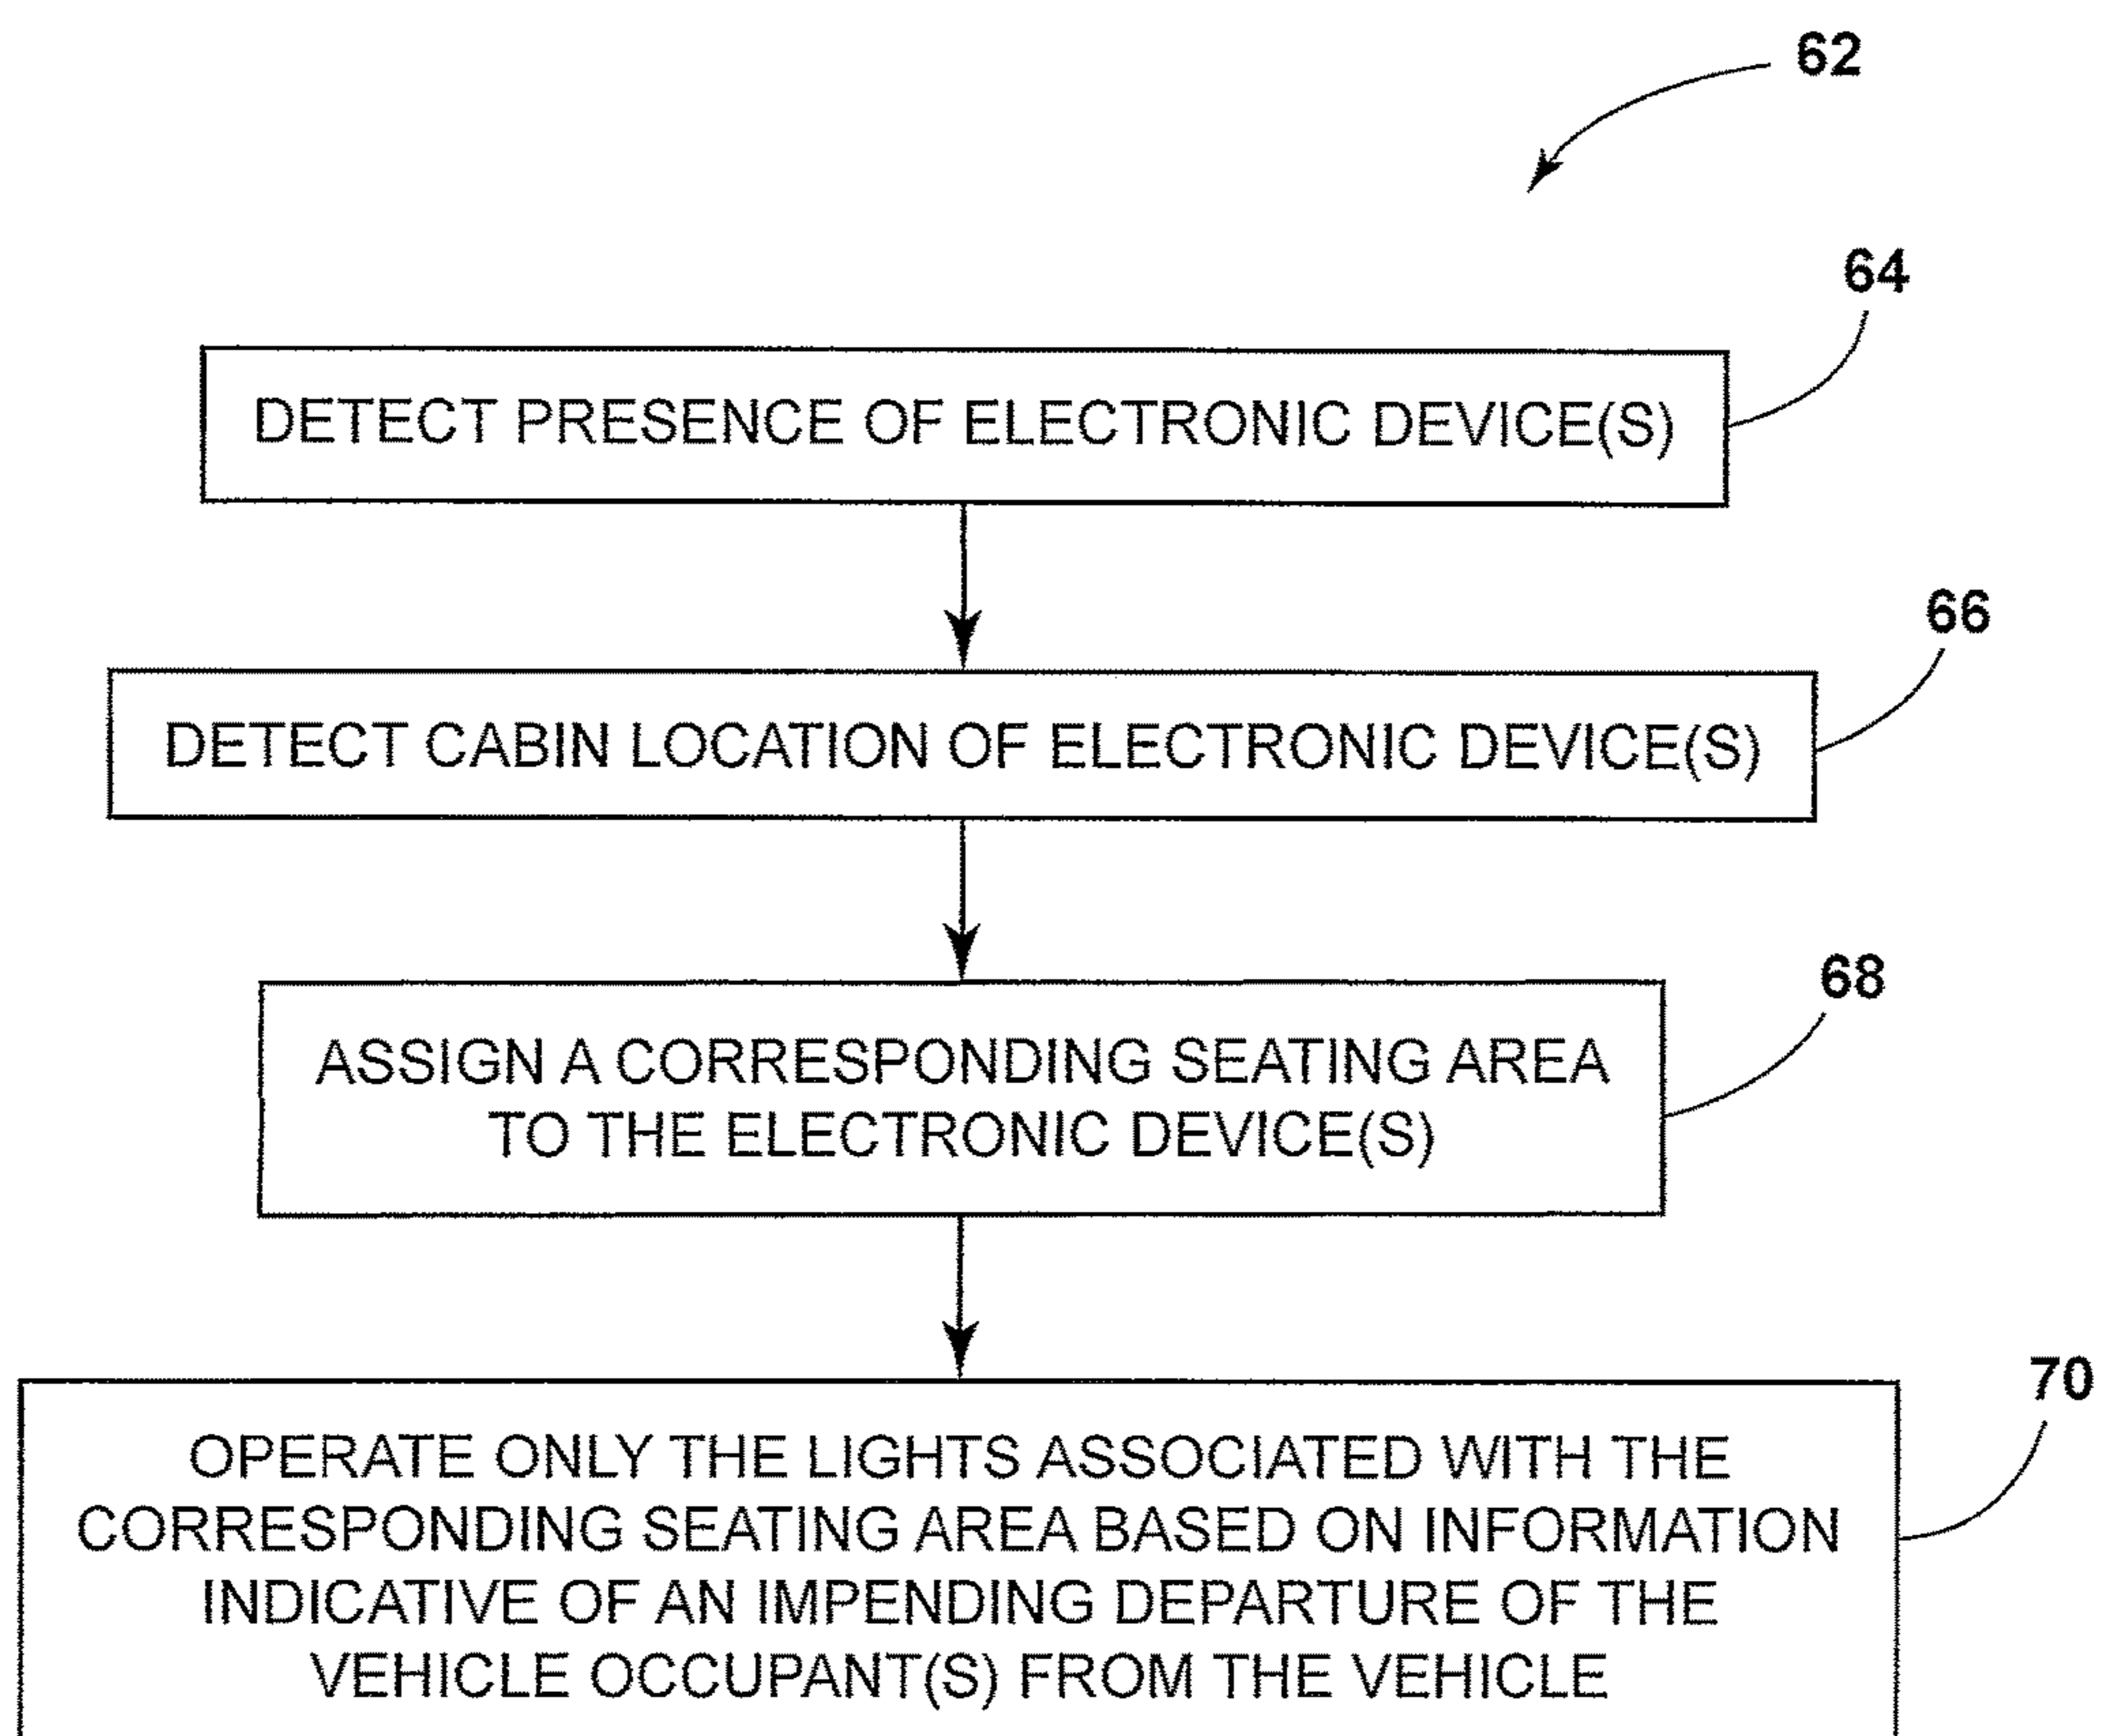 62
64
DETECT PRESENCE OF ELECTRONIC DEVICE(S)
66
DETECT CABIN LOCATION OF ELECTRONIC DEVICE(S)
68
ASSIGN A CORRESPONDING SEATING AREA
TO THE ELECTRONIC DEVICE(S)
70
OPERATE ONLY THE LIGHTS ASSOCIATED WITH THE
CORRESPONDING SEATING AREA BASED ON INFORMATION
INDICATIVE OF AN IMPENDING DEPARTURE OF THE
VEHICLE OCCUPANT(S) FROM THE VEHICLE